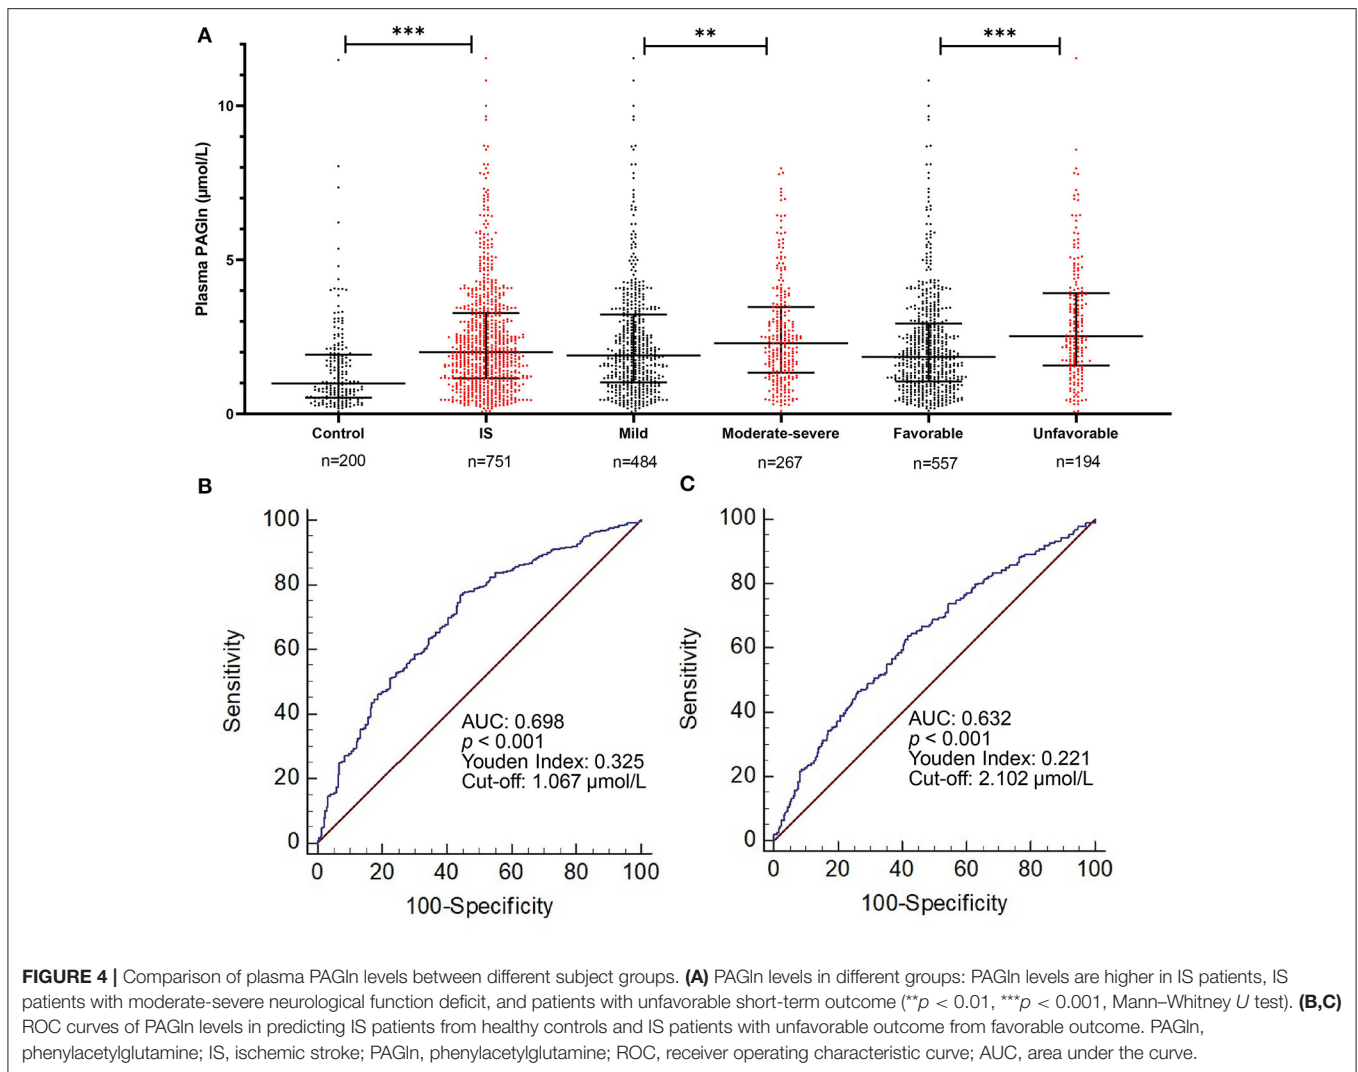 A
***
**
***
Plasma PAGln (µmol/L)
10
5
0
Control
IS
Mild
Moderate-severe
Favorable
Unfavorable
n=200
n=751
n=484
n=267
n=557
n=194
B
100
80
60
40
20
0
Sensitivity
AUC: 0.698
p < 0.001
Youden Index: 0.325
Cut-off: 1.067 µmol/L
0 20 40 60 80 100
100-Specificity
C
100
80
60
40
20
0
Sensitivity
AUC: 0.632
p < 0.001
Youden Index: 0.221
Cut-off: 2.102 µmol/L
0 20 40 60 80 100
100-Specificity
FIGURE 4 | Comparison of plasma PAGln levels between different subject groups. (A) PAGln levels in different groups: PAGln levels are higher in IS patients, IS
patients with moderate-severe neurological function deficit, and patients with unfavorable short-term outcome (**p < 0.01, ***p < 0.001, Mann–Whitney U test). (B,C)
ROC curves of PAGln levels in predicting IS patients from healthy controls and IS patients with unfavorable outcome from favorable outcome. PAGln,
phenylacetylglutamine; IS, ischemic stroke; PAGln, phenylacetylglutamine; ROC, receiver operating characteristic curve; AUC, area under the curve.